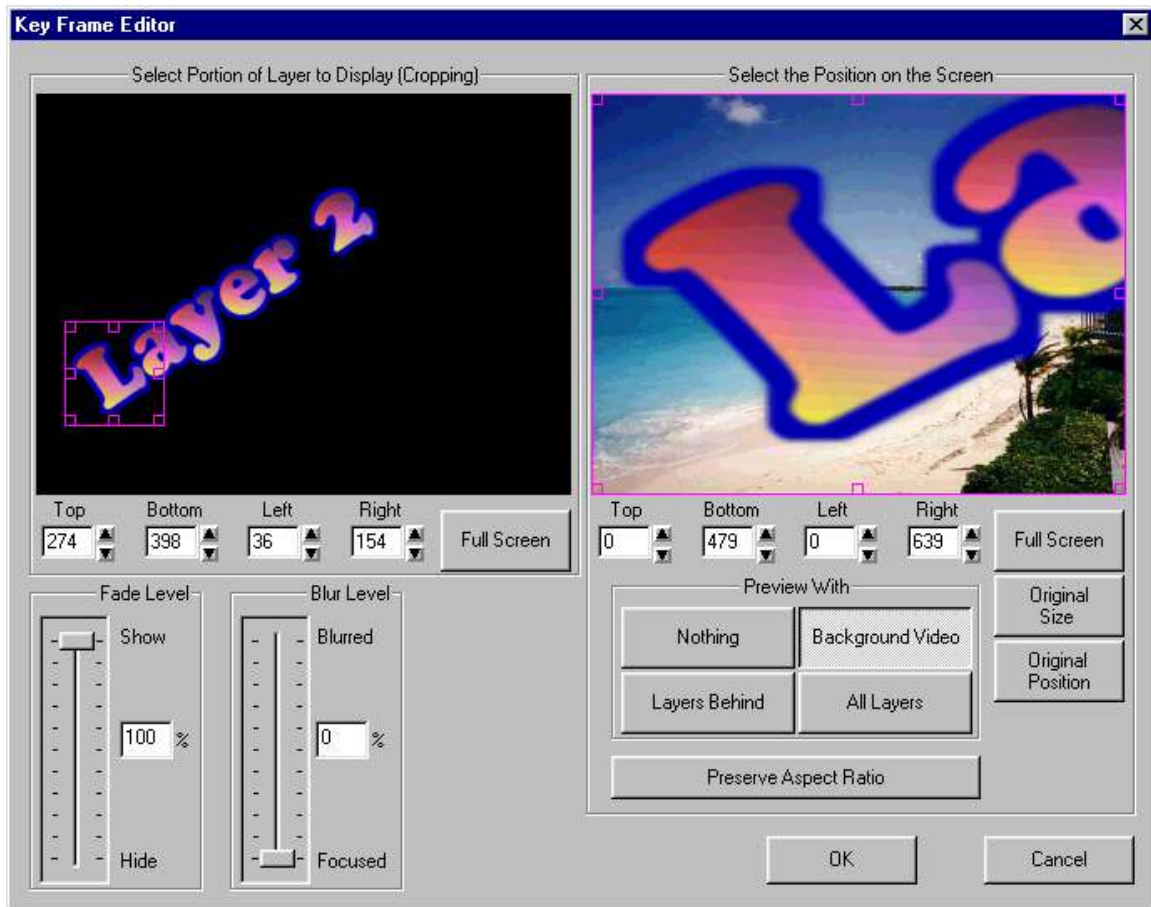 Key Frame Editor
Select Portion of Layer to Display (Cropping)
Layer 2
Top Bottom Left Right
274 398 36 154 Full Screen
Fade Level
Show
100 %
Hide
Blur Level
Blurred
0 %
Focused
Select the Position on the Screen
La
Top Bottom Left Right
0 479 0 639 Full Screen
Original
Size
Original
Position
Preview With
Nothing Background Video
Layers Behind All Layers
Preserve Aspect Ratio
OK Cancel